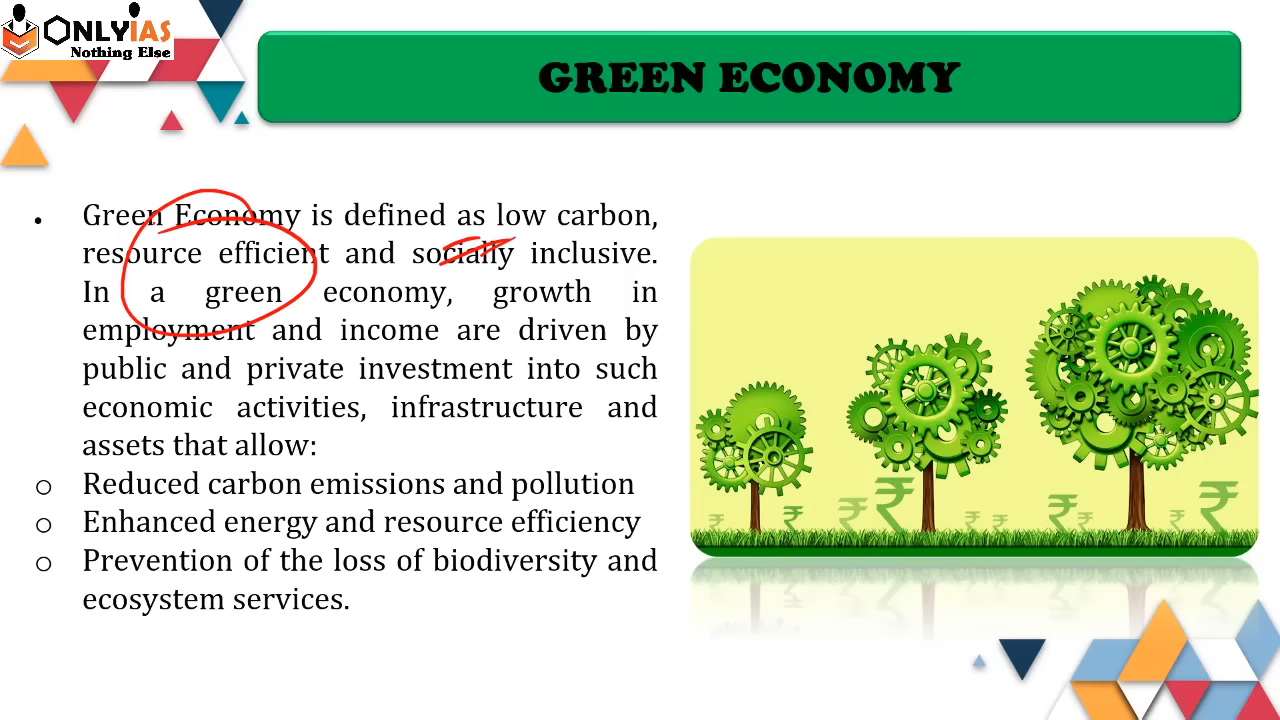 ONLYIAS
Nothing Else
GREEN ECONOMY
• Green Economy is defined as low carbon,
resource efficient and socially inclusive.
In a green economy, growth in
employment and income are driven by
public and private investment into such
economic activities, infrastructure and
assets that allow:
o Reduced carbon emissions and pollution
o Enhanced energy and resource efficiency
o Prevention of the loss of biodiversity and
ecosystem services.
₹ ₹ ₹ ₹ ₹ ₹ ₹ ₹ ₹